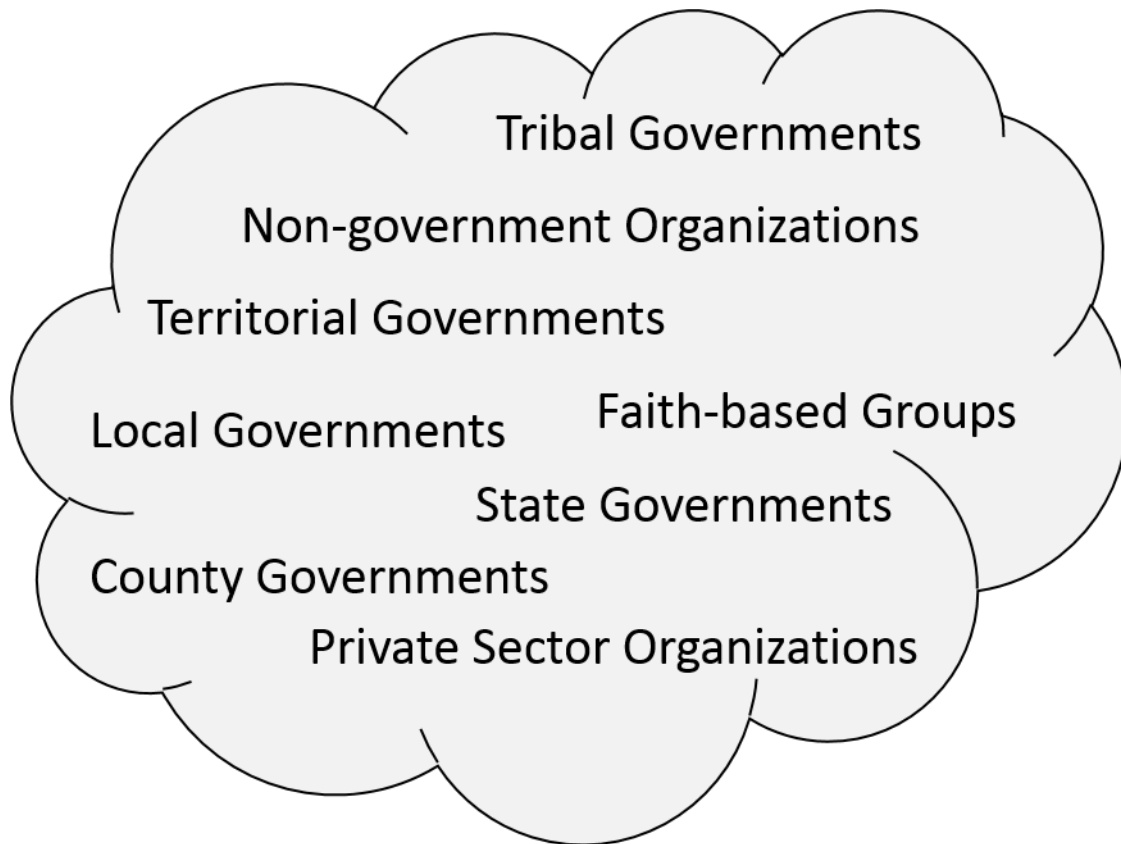 Tribal Governments
Non-government Organizations
Territorial Governments
Faith-based Groups
Local Governments
State Governments
County Governments
Private Sector Organizations